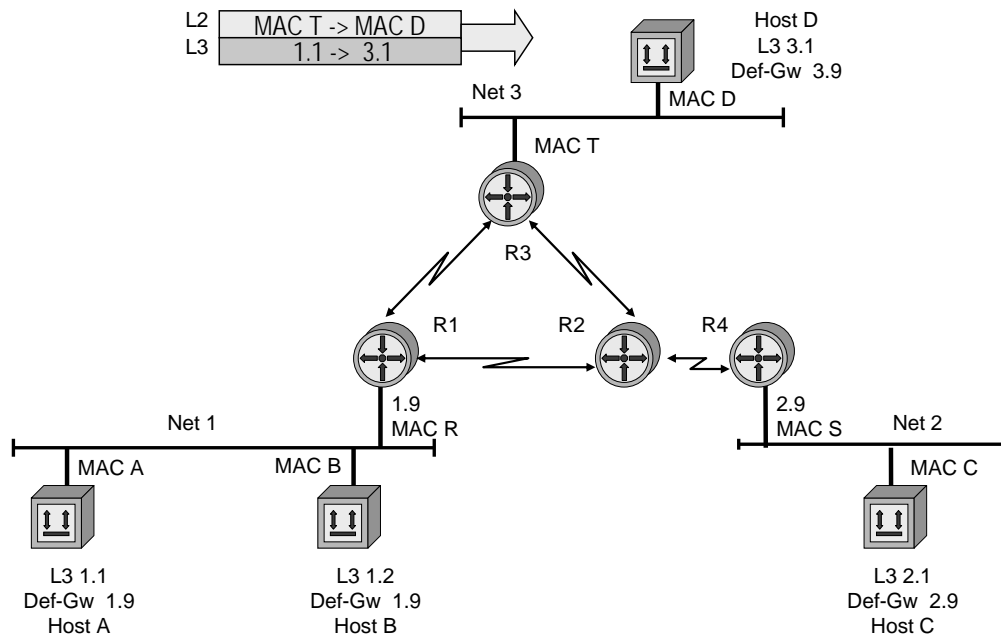 L2
MAC T -> MAC D
L3
1.1 -> 3.1
Host D
L3 3.1
Def-Gw 3.9
Net 3
MAC D
MAC T
R3
R1
R2
R4
1.9
MAC R
2.9
MAC S
Net 1
Net 2
MAC A
MAC B
MAC C
L3 1.1
Def-Gw 1.9
Host A
L3 1.2
Def-Gw 1.9
Host B
L3 2.1
Def-Gw 2.9
Host C